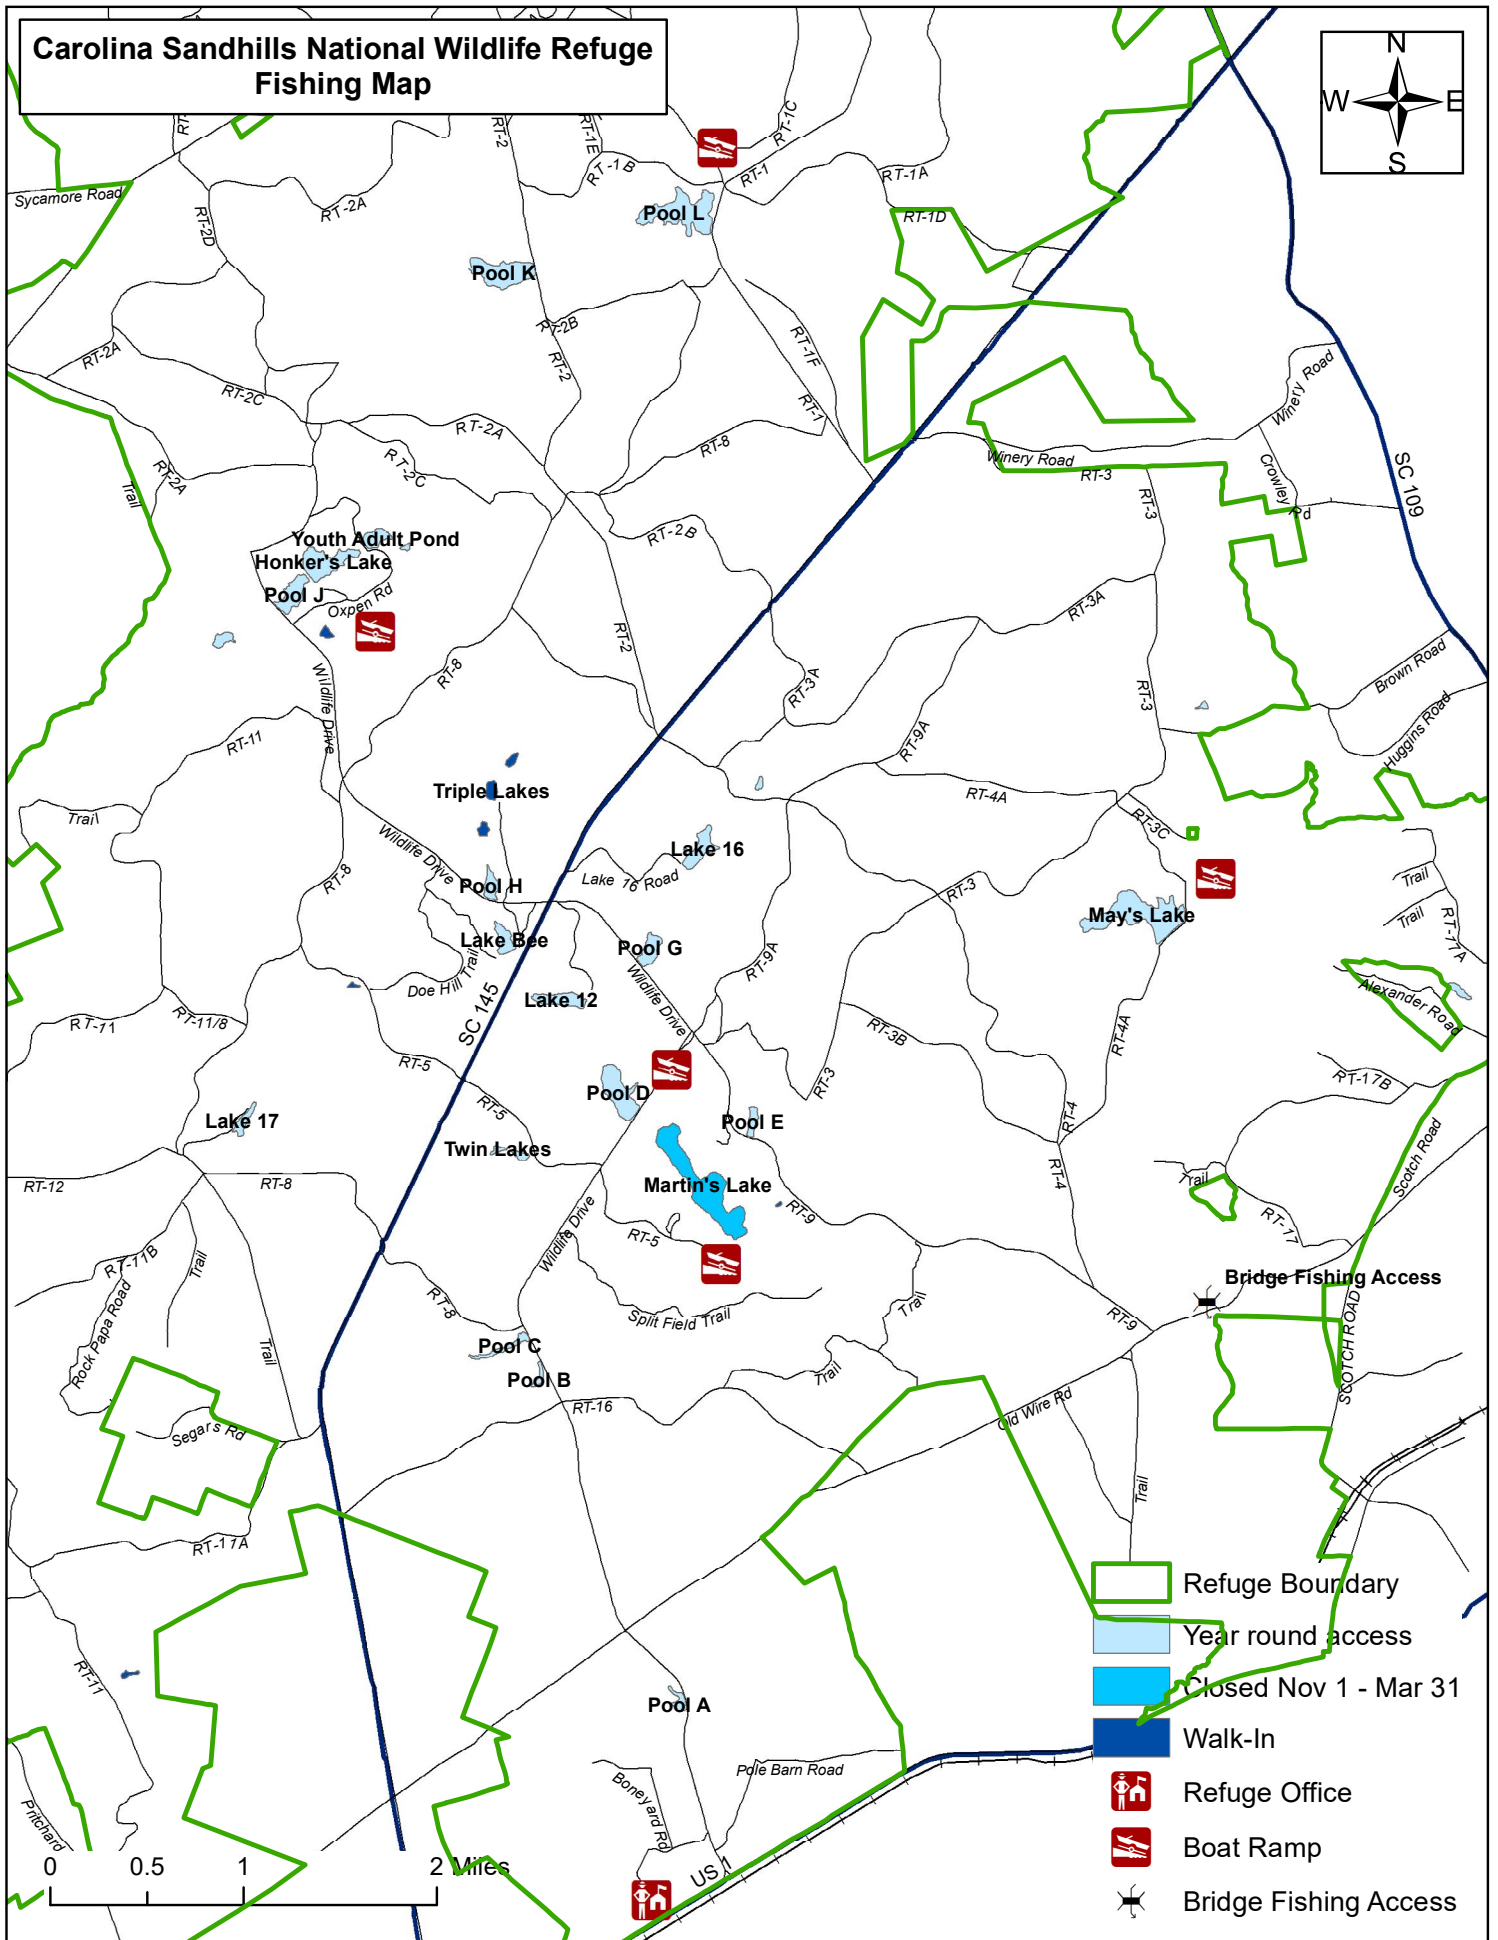 Carolina Sandhills National Wildlife Refuge
Fishing Map
N
W
E
S
RT-2
RT-1E
RT-1C
RT-1B
RT-1
RT-1A
Sycamore Road
RT-2A
RT-2D
RT-1D
Pool L
Pool K
RT-2B
RT-2
RT-1F
RT-2A
RT-2C
RT-1
Winery Road
RT-2A
RT-8
RT-2C
Winery Road
RT-3
Crowley Rd
SC 109
RT-2A
Trail
RT-3
RT-2B
Youth Adult Pond
Honker's Lake
Pool J
Oxpen Rd
RT-3A
RT-2
RT-8
Wildlife Drive
RT-3A
RT-3
Brown Road
Huggins Road
RT-11
RT-9A
Triple Lakes
RT-4A
Trail
RT-3C
Wildlife Drive
Lake 16
Lake 16 Road
RT-8
Pool H
RT-3
Trail
Trail
RT-17A
May's Lake
Lake Bee
Pool G
RT-9A
Doe Hill Trail
Wildlife Drive
Lake 12
SC 145
Alexander Road
RT-11
RT-11/8
RT-3B
RT-4A
RT-5
RT-3
RT-17B
Pool D
RT-5
Pool E
RT-4
Lake 17
Twin Lakes
Scotch Road
RT-4
Trail
RT-12
RT-8
Martin's Lake
RT-9
RT-17
RT-5
Wildlife Drive
RT-11B
Trail
Bridge Fishing Access
Rock Papa Road
RT-8
Split Field Trail
Trail
RT-9
SCOTCH ROAD
Trail
Pool C
Pool B
Trail
RT-16
Old Wire Rd
Segars Rd
Trail
RT-11A
RT-11
Pool A
Boneyard Rd
Pole Barn Road
Pritchard
US 1
0 0.5 1 2 Miles
Refuge Boundary
Year round access
Closed Nov 1 - Mar 31
Walk-In
Refuge Office
Boat Ramp
Bridge Fishing Access